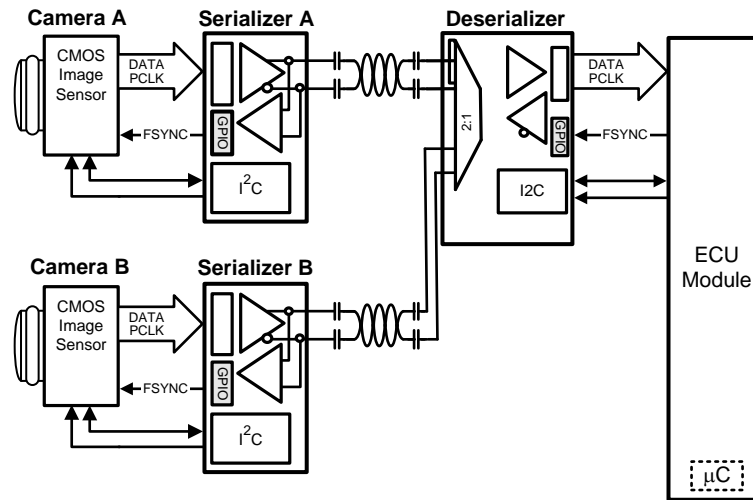 Camera A
Serializer A
Deserializer
CMOS
Image
Sensor
DATA
PCLK
FSYNC
GPIO
I²C
2:1
DATA
PCLK
GPIO
FSYNC
I2C
ECU
Module
Camera B
Serializer B
CMOS
Image
Sensor
DATA
PCLK
FSYNC
GPIO
I²C
μC